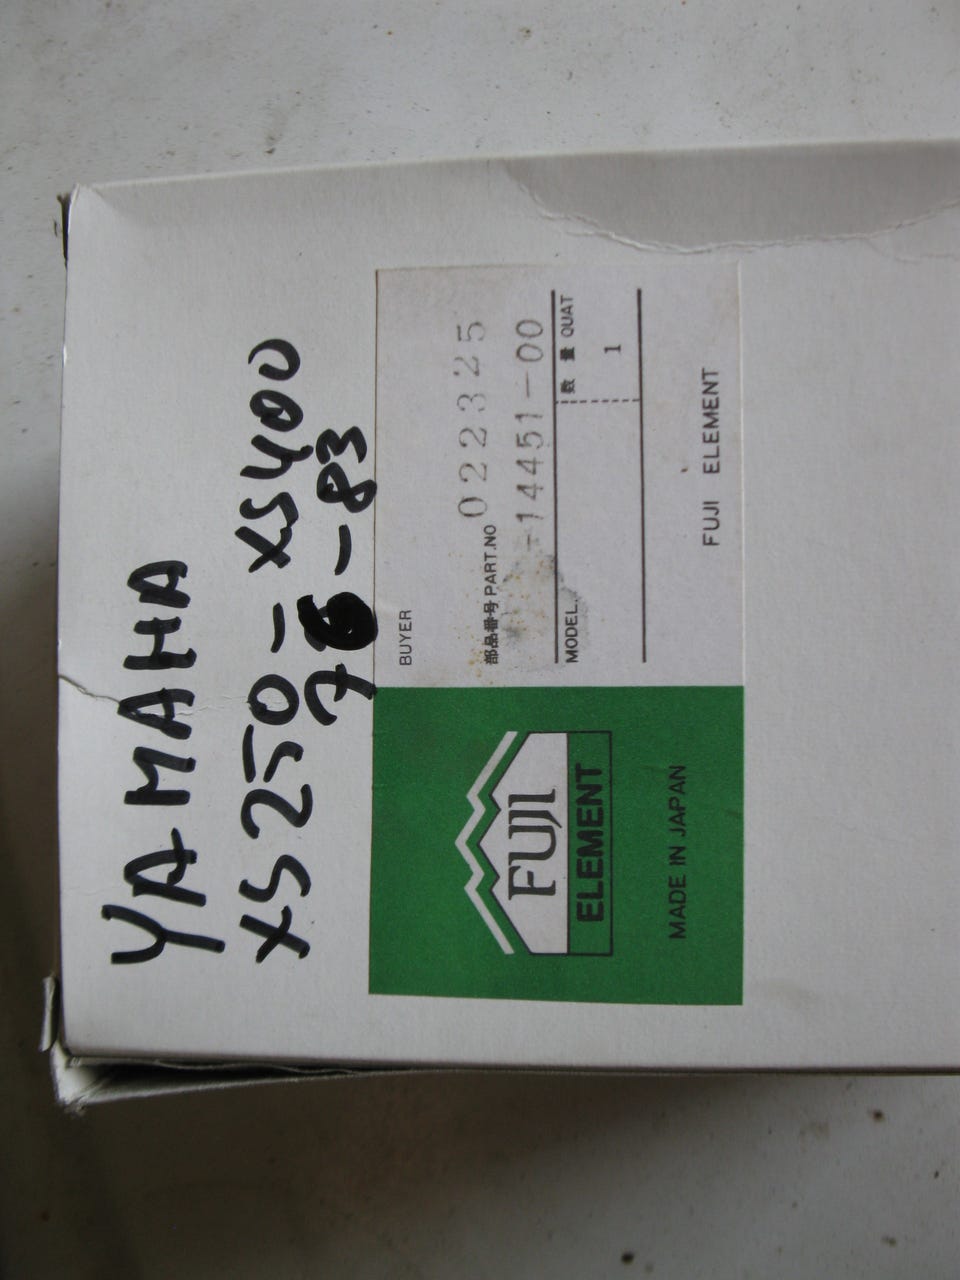 YAMAHA
XS250-XS400
76-83
FUJI
ELEMENT
MADE IN JAPAN
BUYER
部品番号 PART.NO 022325
-14451-00
MODEL.
数 量 QUAT
1
FUJI ELEMENT